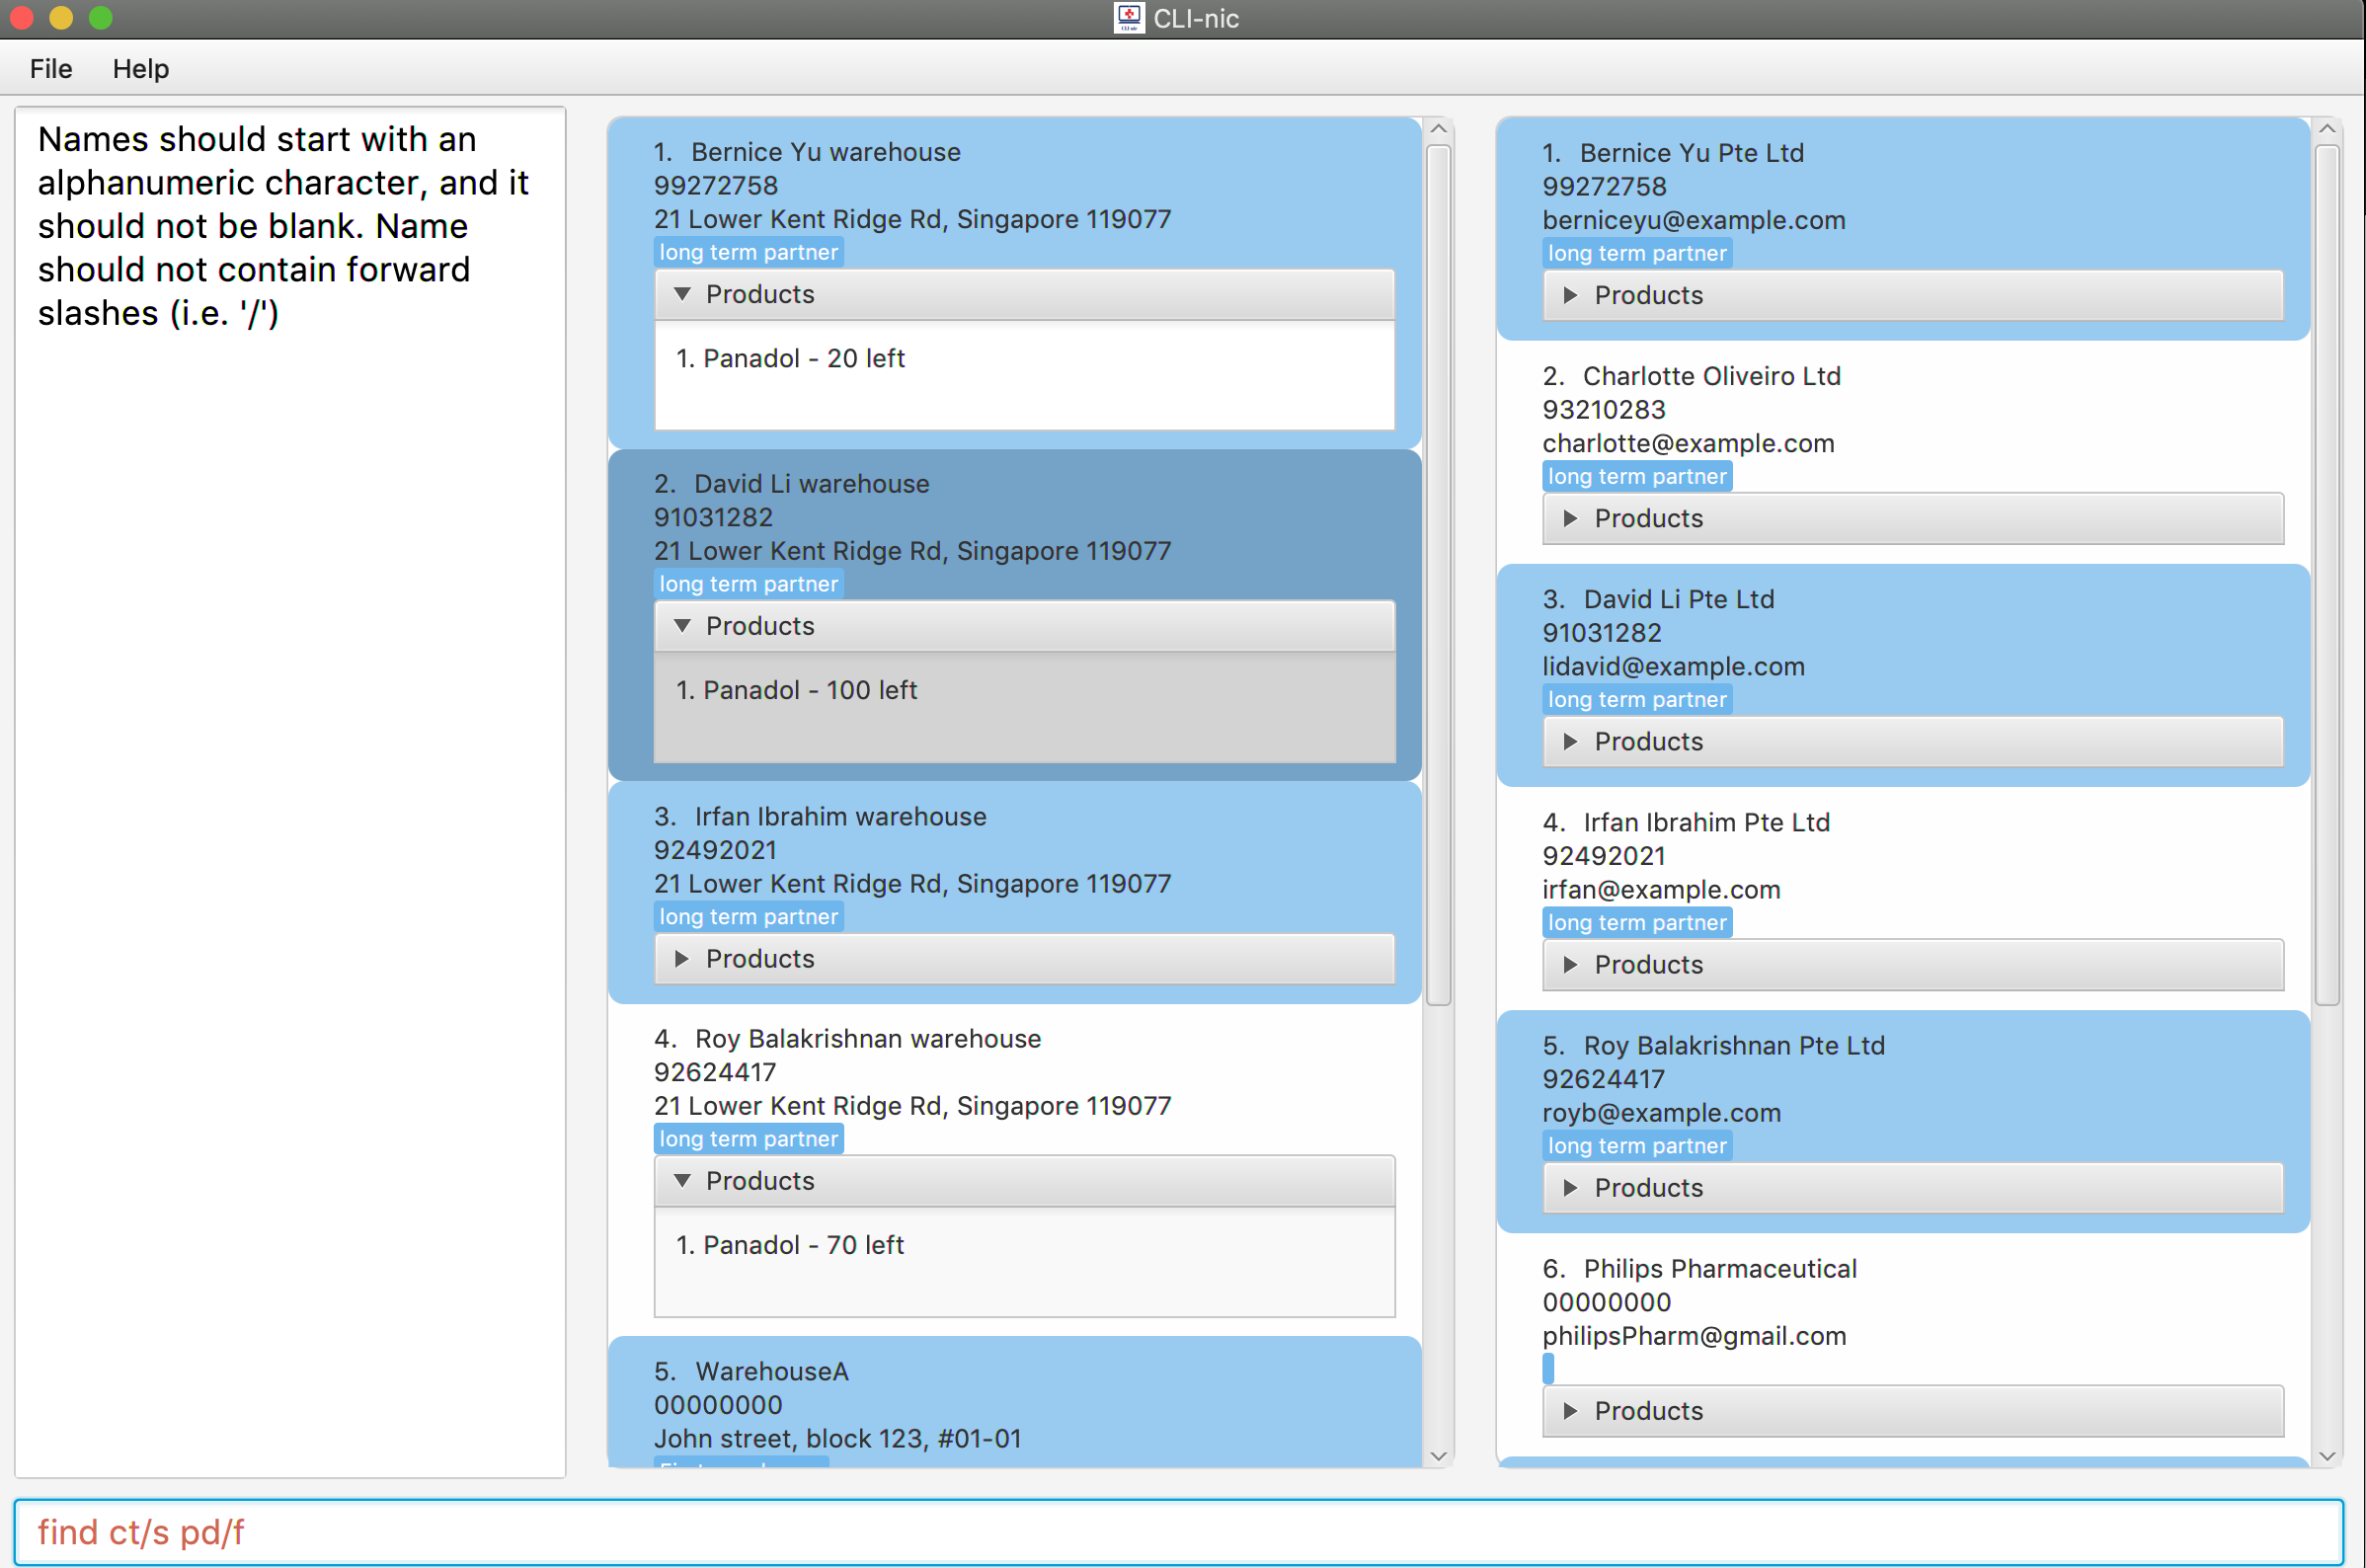 CLI-nic
File Help
Names should start with an
alphanumeric character, and it
should not be blank. Name
should not contain forward
slashes (i.e. '/')
1. Bernice Yu warehouse
99272758
21 Lower Kent Ridge Rd, Singapore 119077
long term partner
Products
1. Panadol - 20 left
2. David Li warehouse
91031282
21 Lower Kent Ridge Rd, Singapore 119077
long term partner
Products
1. Panadol - 100 left
3. Irfan Ibrahim warehouse
92492021
21 Lower Kent Ridge Rd, Singapore 119077
long term partner
Products
4. Roy Balakrishnan warehouse
92624417
21 Lower Kent Ridge Rd, Singapore 119077
long term partner
Products
1. Panadol - 70 left
5. WarehouseA
00000000
John street, block 123, #01-01
1. Bernice Yu Pte Ltd
99272758
berniceyu@example.com
long term partner
Products
2. Charlotte Oliveiro Ltd
93210283
charlotte@example.com
long term partner
Products
3. David Li Pte Ltd
91031282
lidavid@example.com
long term partner
Products
4. Irfan Ibrahim Pte Ltd
92492021
irfan@example.com
long term partner
Products
5. Roy Balakrishnan Pte Ltd
92624417
royb@example.com
long term partner
Products
6. Philips Pharmaceutical
00000000
philipsPharm@gmail.com
Products
find ct/s pd/f